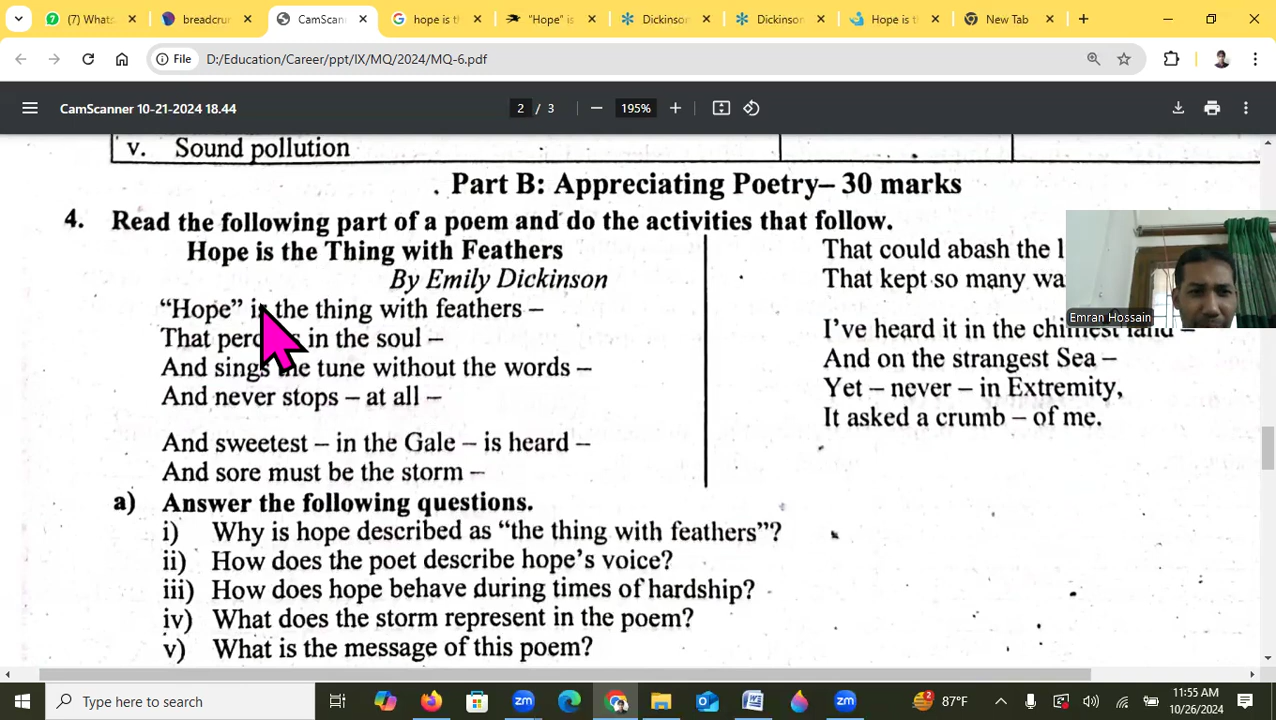 (7) Whats
breadcrum
CamScan
hope is th
"Hope" is
Dickinson
Dickinson
Hope is t
New Tab
File
D:/Education/Career/ppt/IX/MQ/2024/MQ-6.pdf
CamScanner 10-21-2024 18.44
2 / 3
195%
v. Sound pollution
Part B: Appreciating Poetry– 30 marks
4. Read the following part of a poem and do the activities that follow.
Hope is the Thing with Feathers
By Emily Dickinson
“Hope” is the thing with feathers –
That in the soul –
And sings the tune without the words –
And never stops – at all –
And sweetest – in the Gale – is heard –
And sore must be the storm –
That could abash the
That kept so many
I've heard it in the chillest land –
And on the strangest Sea –
Yet – never – in Extremity,
It asked a crumb – of me.
Emran Hossain
a) Answer the following questions.
i) Why is hope described as “the thing with feathers”?
ii) How does the poet describe hope's voice?
iii) How does hope behave during times of hardship?
iv) What does the storm represent in the poem?
v) What is the message of this poem?
Type here to search
87°F
11:55 AM
10/26/2024
2